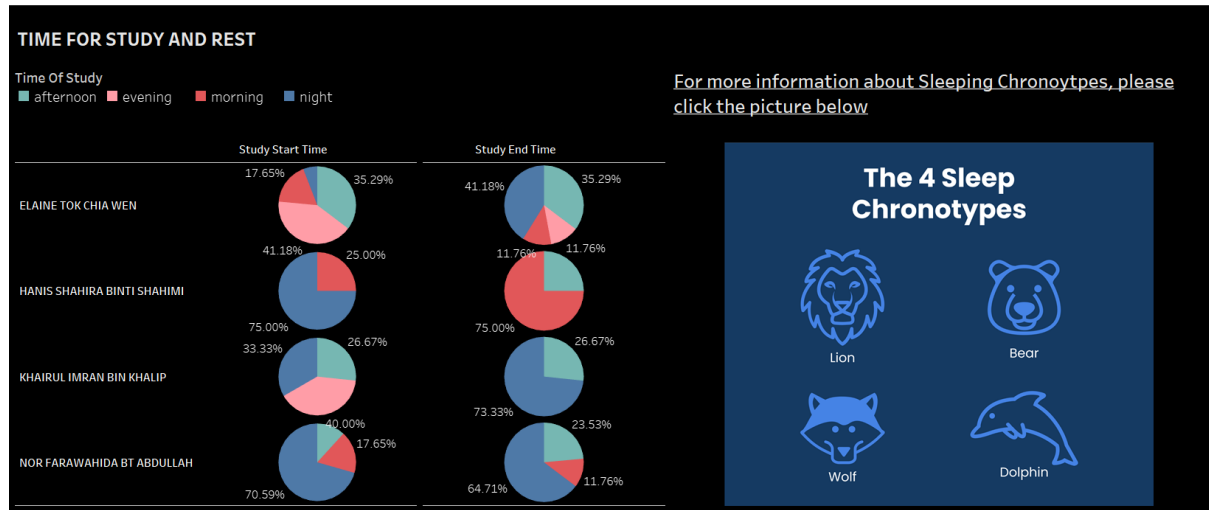 TIME FOR STUDY AND REST
Time Of Study
afternoon evening morning night
For more information about Sleeping Chronoytpes, please
click the picture below
Study Start Time Study End Time
ELAINE TOK CHIA WEN
17.65% 35.29%
41.18%
41.18% 35.29%
11.76% 11.76%
HANIS SHAHIRA BINTI SHAHIMI
25.00%
75.00%
75.00%
KHAIRUL IMRAN BIN KHALIP
33.33% 26.67%
40.00%
26.67%
73.33%
NOR FARAWAHIDA BT ABDULLAH
17.65%
70.59%
23.53%
64.71% 11.76%
The 4 Sleep
Chronotypes
Lion Bear
Wolf Dolphin